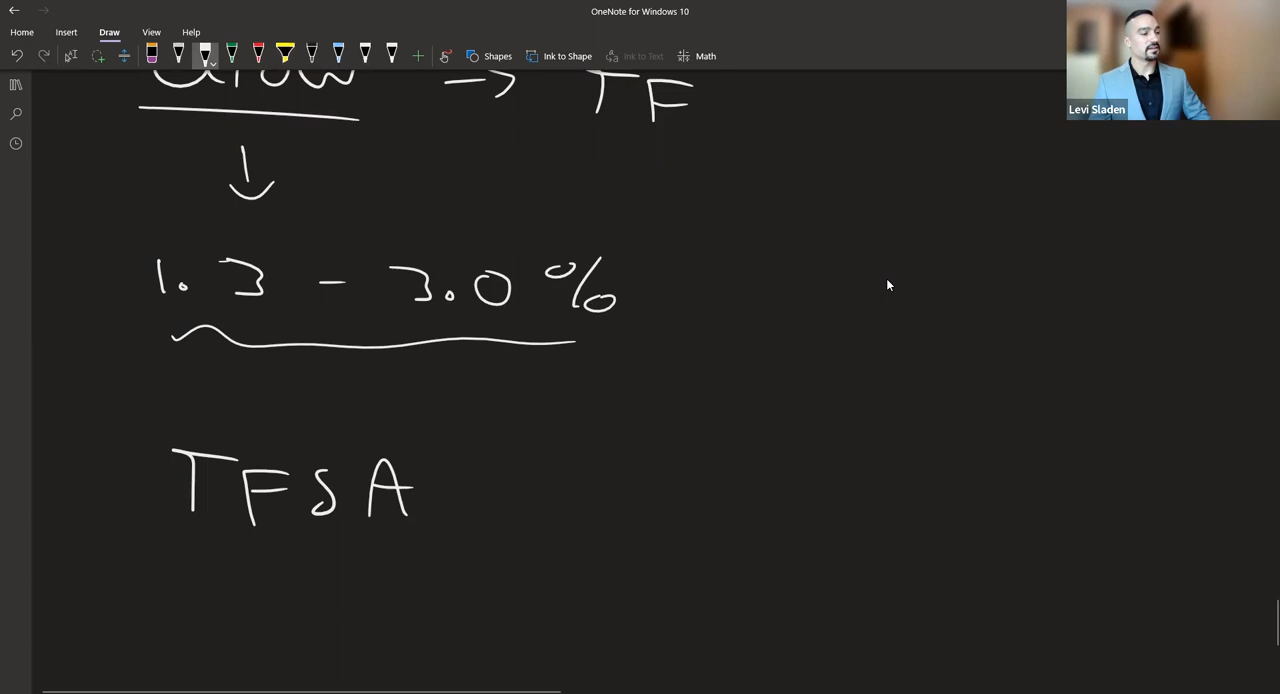 OneNote for Windows 10
Home Insert Draw View Help
Shapes Ink to Shape Ink to Text Math
Levi Sladen
→ TF
↓
1.3 - 3.0 %
TFSA